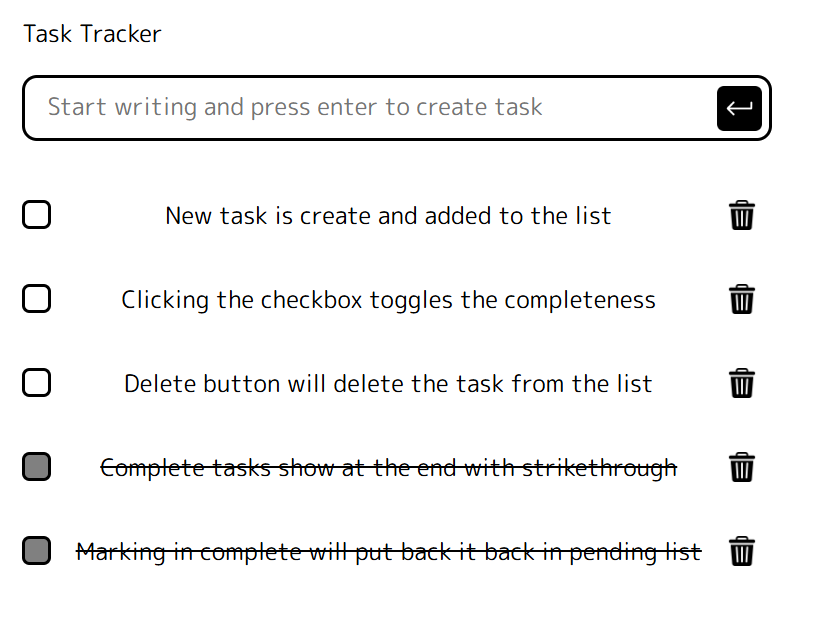 Task Tracker
Start writing and press enter to create task
New task is create and added to the list
Clicking the checkbox toggles the completeness
Delete button will delete the task from the list
Complete tasks show at the end with strikethrough
Marking in complete will put back it back in pending list